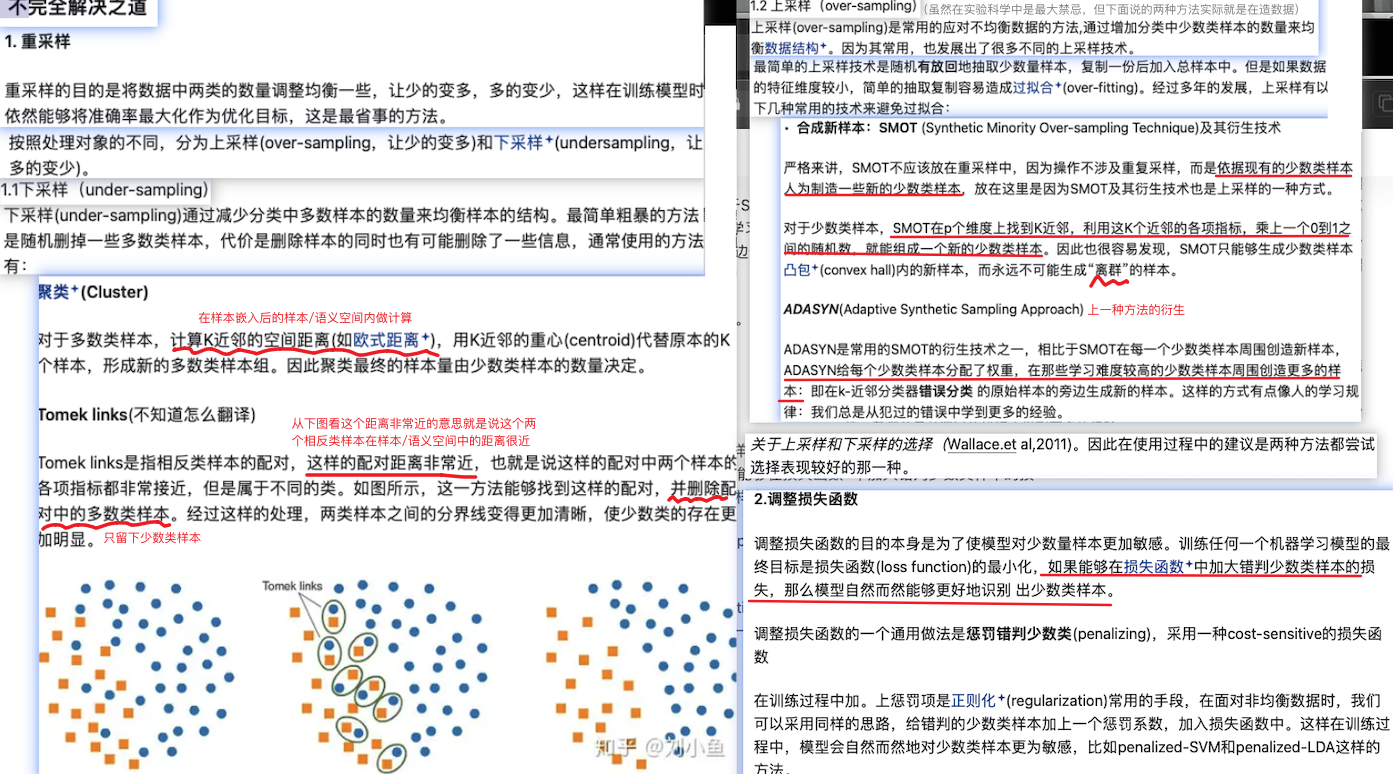 不完全解决之道
1. 重采样
重采样的目的是将数据中两类的数量调整均衡一些，让少的变多，多的变少，这样在训练模型时
依然能够将准确率最大化作为优化目标，这是最省事的方法。
按照处理对象的不同，分为上采样(over-sampling，让少的变多)和下采样(undersampling，让
多的变少)。
1.1下采样（under-sampling）
下采样(under-sampling)通过减少分类中多数样本的数量来均衡样本的结构。最简单粗暴的方法
是随机删掉一些多数类样本，代价是删除样本的同时也有可能删除了一些信息，通常使用的方法
有：
聚类(Cluster)
在样本嵌入后的样本/语义空间内做计算
对于多数类样本，计算K近邻的空间距离(如欧式距离)，用K近邻的重心(centroid)代替原本的K
个样本，形成新的多数类样本组。因此聚类最终的样本量由少数类样本的数量决定。
Tomek links(不知道怎么翻译)
从下图看这个距离非常近的意思就是说这个两
个相反类样本在样本/语义空间中的距离很近
Tomek links是指相反类样本的配对，这样的配对距离非常近，也就是说这样的配对中两个样本的
各项指标都非常接近，但是属于不同的类。如图所示，这一方法能够找到这样的配对，并删除配
对中的多数类样本。经过这样的处理，两类样本之间的分界线变得更加清晰，使少数类的存在更
加明显。只留下少数类样本
Tomek links
知乎 @刘小鱼
1.2 上采样（over-sampling）(虽然在实验科学中是最大禁忌，但下面说的两种方法实际就是在造数据)
上采样(over-sampling)是常用的应对不均衡数据的方法,通过增加分类中少数类样本的数量来均
衡数据结构。因为其常用，也发展出了很多不同的上采样技术。
最简单的上采样技术是随机有放回地抽取少数量样本，复制一份后加入总样本中。但是如果数据
的特征维度较小，简单的抽取复制容易造成过拟合(over-fitting)。经过多年的发展，上采样有以
下几种常用的技术来避免过拟合：
· 合成新样本：SMOT (Synthetic Minority Over-sampling Technique)及其衍生技术
严格来讲，SMOT不应该放在重采样中，因为操作不涉及重复采样，而是依据现有的少数类样本
人为制造一些新的少数类样本，放在这里是因为SMOT及其衍生技术也是上采样的一种方式。
对于少数类样本，SMOT在p个维度上找到K近邻，利用这K个近邻的各项指标，乘上一个0到1之
间的随机数，就能组成一个新的少数类样本。因此也很容易发现，SMOT只能够生成少数类样本
凸包(convex hall)内的新样本，而永远不可能生成“离群”的样本。
ADASYN(Adaptive Synthetic Sampling Approach) 上一种方法的衍生
ADASYN是常用的SMOT的衍生技术之一，相比于SMOT在每一个少数类样本周围创造新样本，
ADASYN给每个少数类样本分配了权重，在那些学习难度较高的少数类样本周围创造更多的样
本：即在k-近邻分类器错误分类 的原始样本的旁边生成新的样本。这样的方式有点像人的学习规
律：我们总是从犯过的错误中学到更多的经验。
关于上采样和下采样的选择（Wallace.et al,2011)。因此在使用过程中的建议是两种方法都尝试
选择表现较好的那一种。
2.调整损失函数
调整损失函数的目的本身是为了使模型对少数量样本更加敏感。训练任何一个机器学习模型的最
终目标是损失函数(loss function)的最小化，如果能够在损失函数中加大错判少数类样本的损
失，那么模型自然而然能够更好地识别 出少数类样本。
调整损失函数的一个通用做法是惩罚错判少数类(penalizing)，采用一种cost-sensitive的损失函
数
在训练过程中加。上惩罚项是正则化(regularization)常用的手段，在面对非均衡数据时，我们
可以采用同样的思路，给错判的少数类样本加上一个惩罚系数，加入损失函数中。这样在训练过
程中，模型会自然而然地对少数类样本更为敏感，比如penalized-SVM和penalized-LDA这样的
方法。